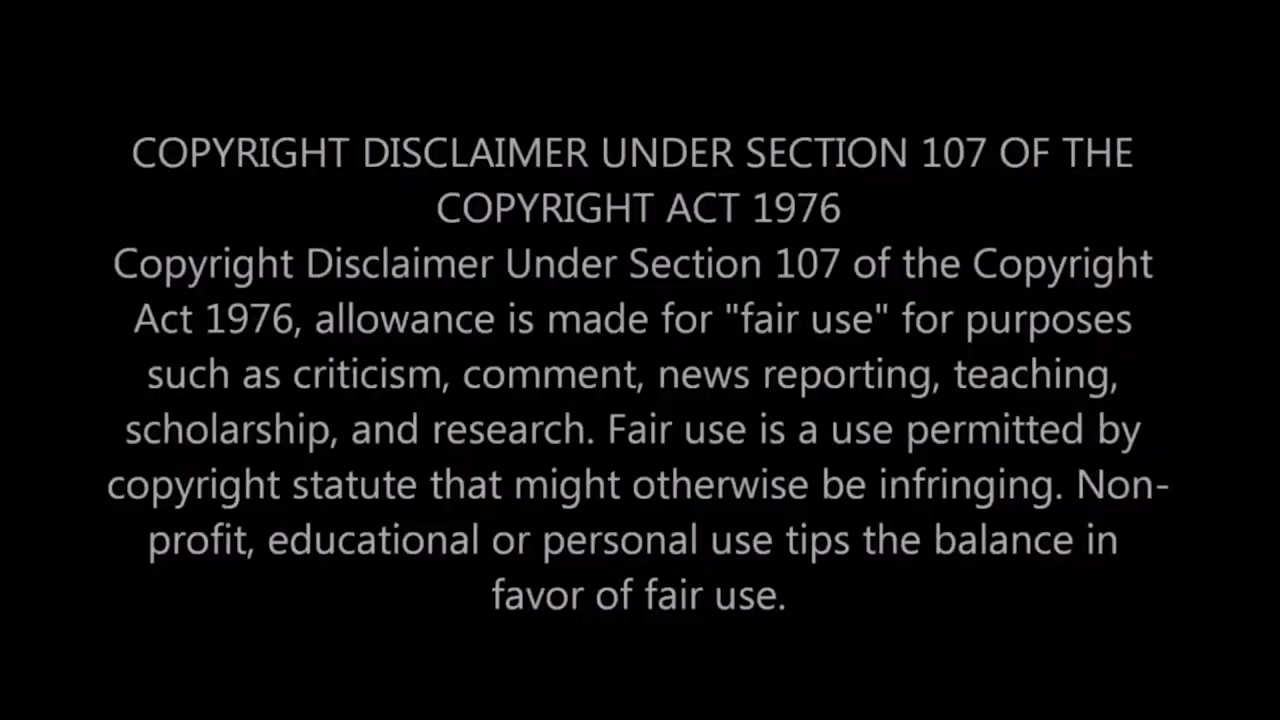 COPYRIGHT DISCLAIMER UNDER SECTION 107 OF THE
COPYRIGHT ACT 1976
Copyright Disclaimer Under Section 107 of the Copyright
Act 1976, allowance is made for "fair use" for purposes
such as criticism, comment, news reporting, teaching,
scholarship, and research. Fair use is a use permitted by
copyright statute that might otherwise be infringing. Non-
profit, educational or personal use tips the balance in
favor of fair use.